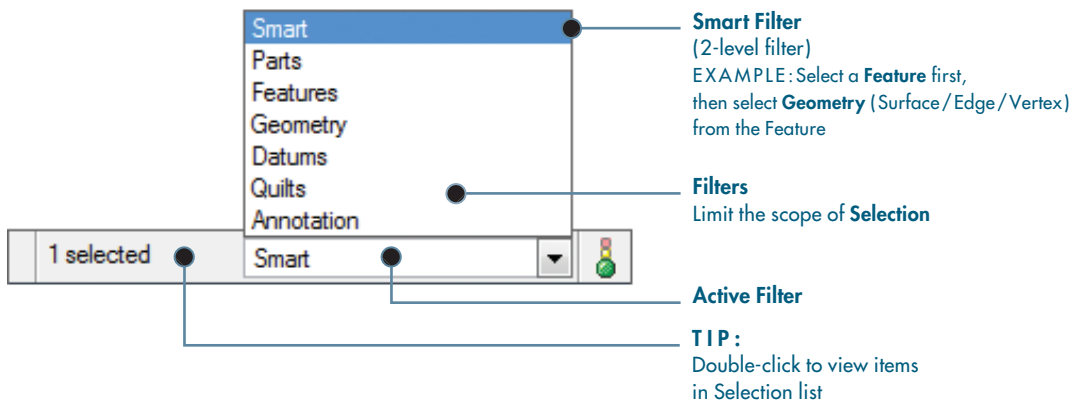 Smart
Parts
Features
Geometry
Datums
Quilts
Annotation
1 selected
Smart
Smart Filter
(2-level filter)
EXAMPLE: Select a Feature first,
then select Geometry (Surface/Edge/Vertex)
from the Feature
Filters
Limit the scope of Selection
Active Filter
TIP:
Double-click to view items
in Selection list